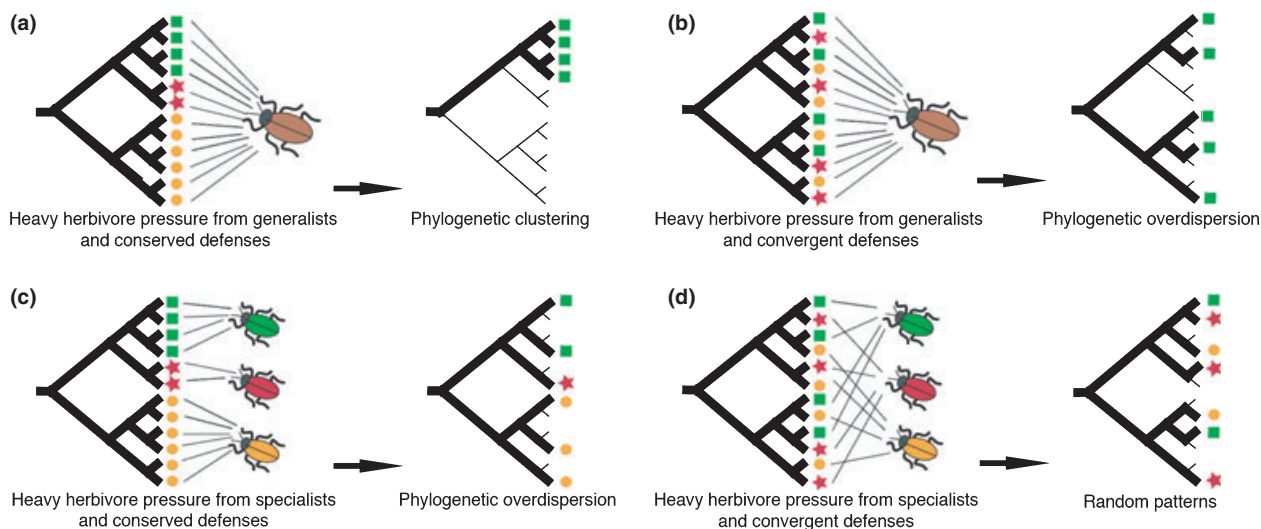 (a)
Heavy herbivore pressure from generalists
and conserved defenses
Phylogenetic clustering
(b)
Heavy herbivore pressure from generalists
and convergent defenses
Phylogenetic overdispersion
(c)
Heavy herbivore pressure from specialists
and conserved defenses
Phylogenetic overdispersion
(d)
Heavy herbivore pressure from specialists
and convergent defenses
Random patterns